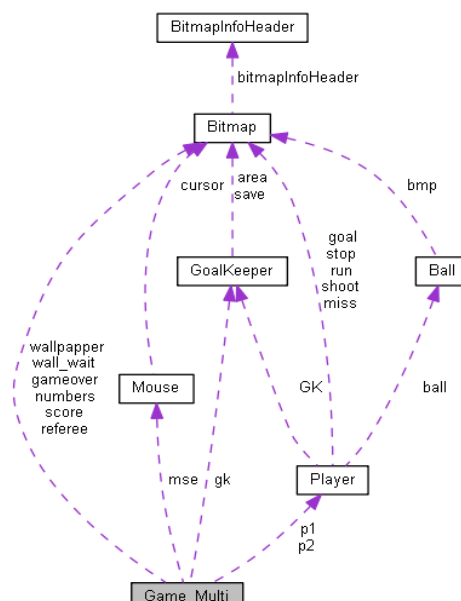 BitmapInfoHeader
bitmapInfoHeader
Bitmap
cursor
area
save
bmp
goal
stop
run
shoot
miss
GoalKeeper
Ball
wallpapper
wall_wait
gameover
numbers
score
referee
Mouse
GK
ball
mse
gk
Player
p1
p2
Game_Multi